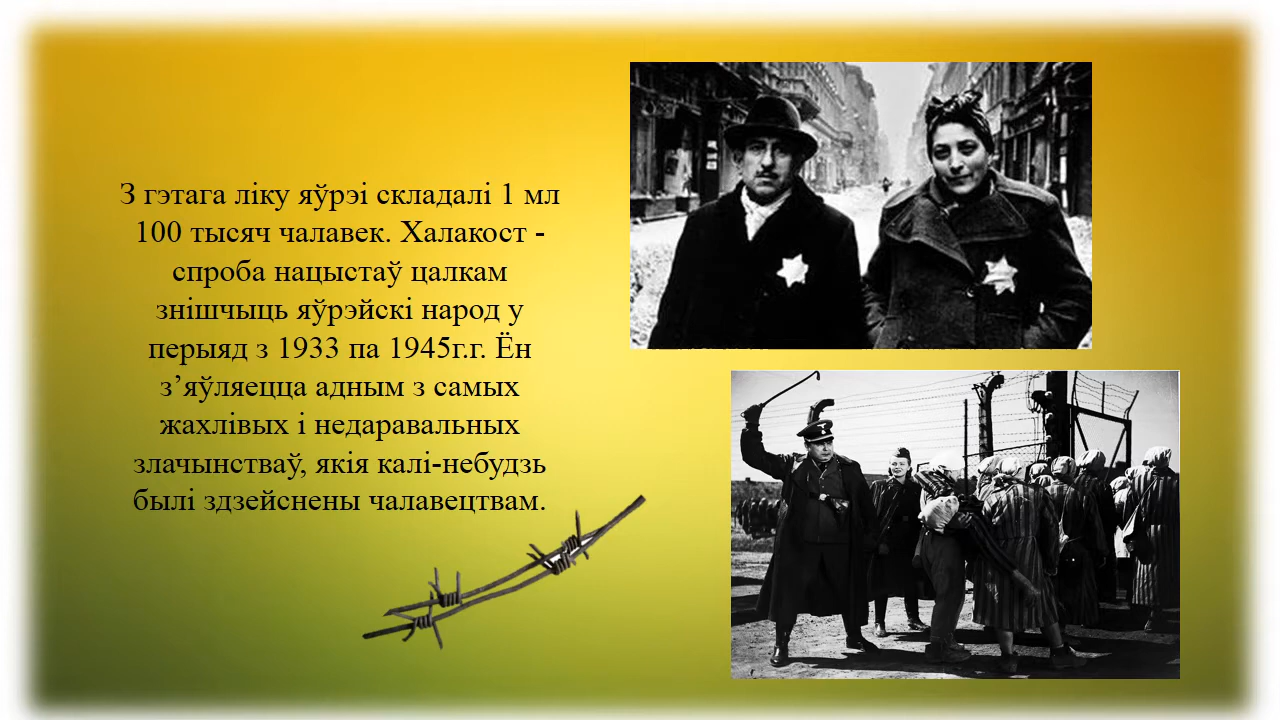 З гэтага ліку яўрэі складалі 1 мл
100 тысяч чалавек. Халакост -
спроба нацыстаў цалкам
знішчыць яўрэйскі народ у
перыяд з 1933 па 1945г.г. Ён
з’яўляецца адным з самых
жахлівых і недаравальных
злачынстваў, якія калі-небудзь
былі здзейснены чалавецтвам.